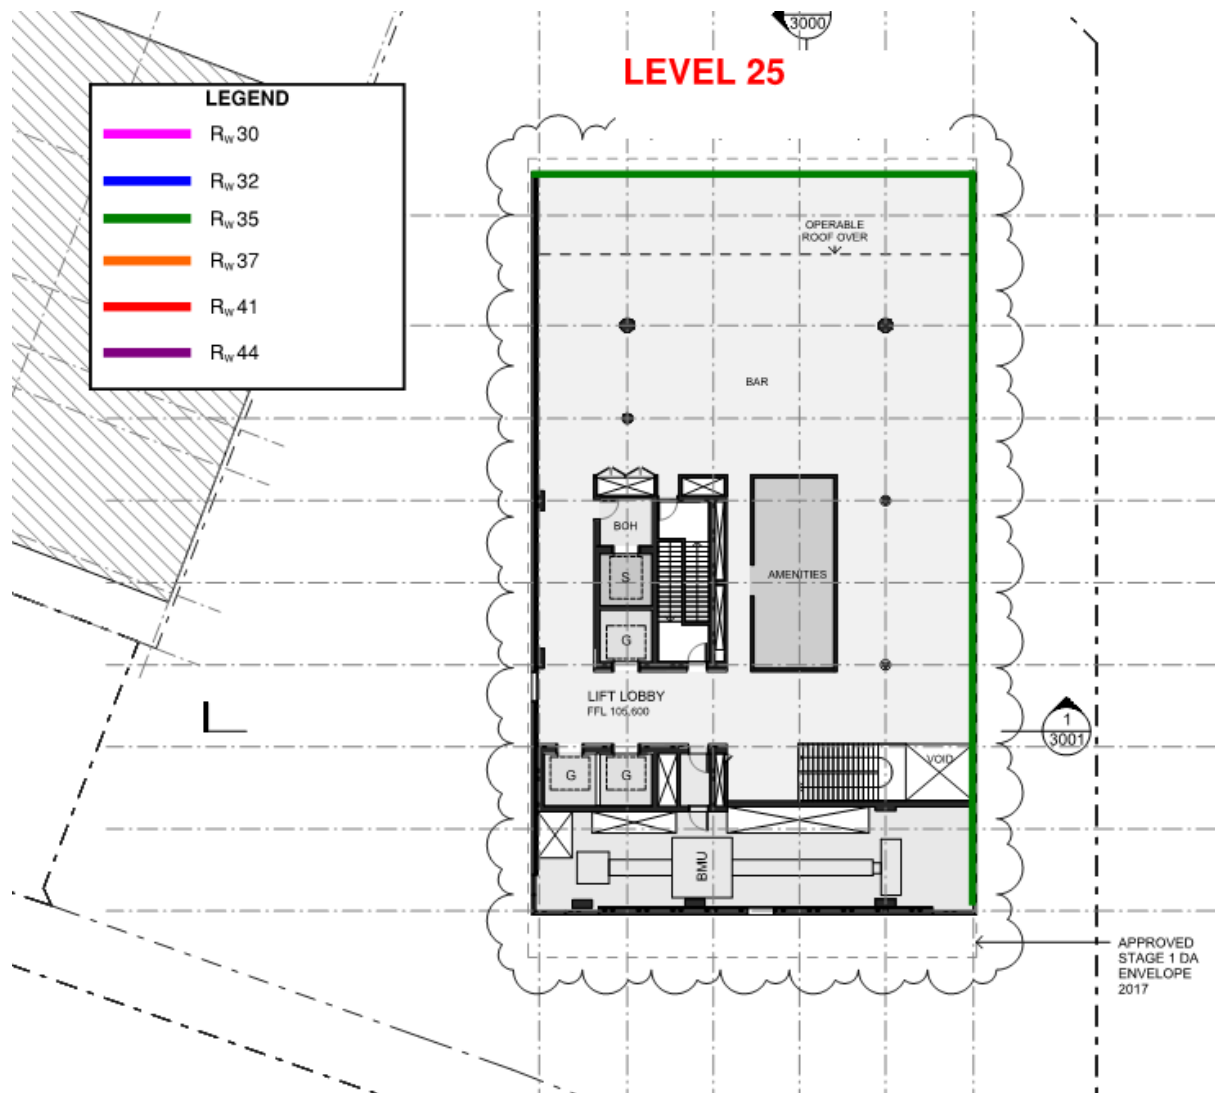 3000
LEVEL 25
LEGEND
Rw 30
Rw 32
Rw 35
Rw 37
Rw 41
Rw 44
OPERABLE
ROOF OVER
BAR
BOH
S
AMENITIES
G
LIFT LOBBY
FFL 105,600
1
3001
VOID
G
G
BMU
APPROVED
STAGE 1 DA
ENVELOPE
2017